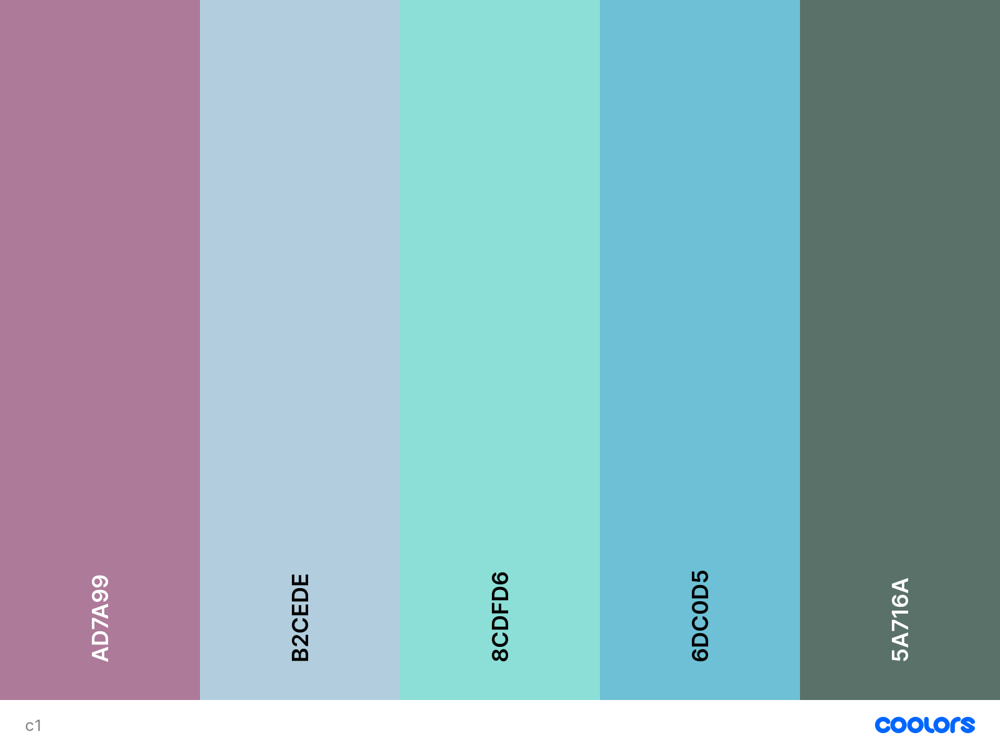 AD7A99
B2CEDE
8CDFD6
6DC0D5
5A716A
c1
coolors